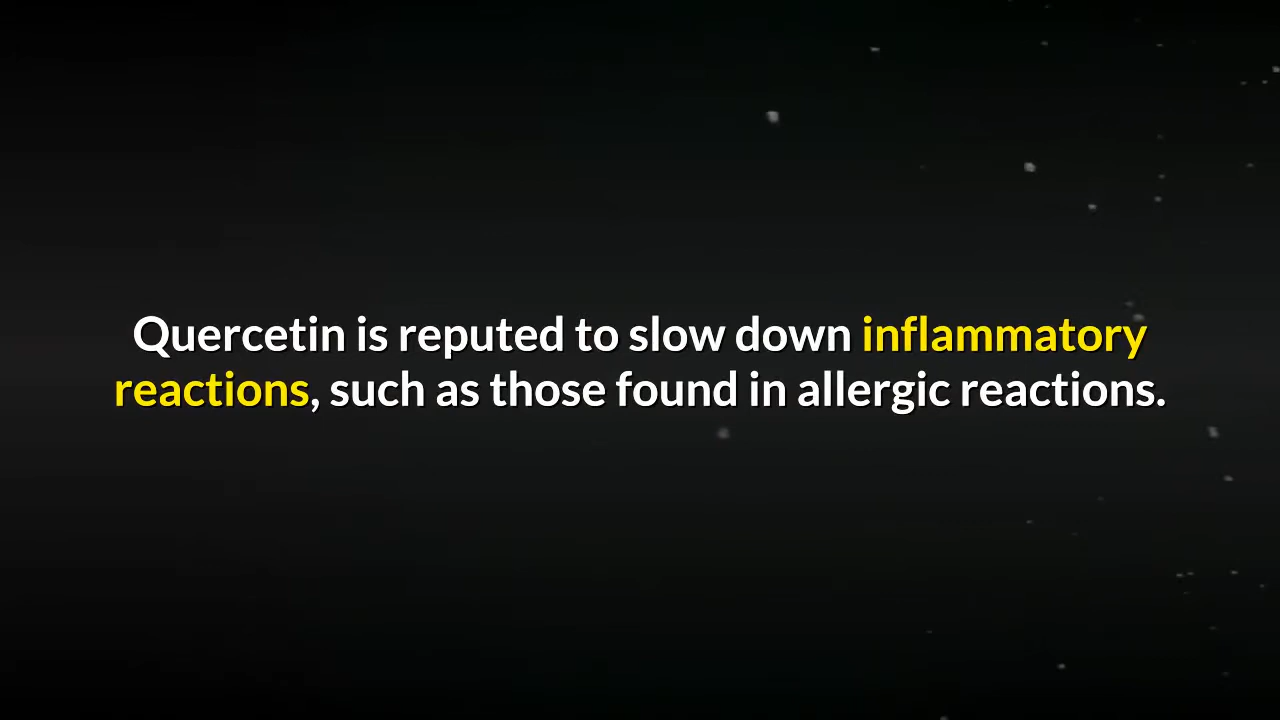 Quercetin is reputed to slow down inflammatory
reactions, such as those found in allergic reactions.